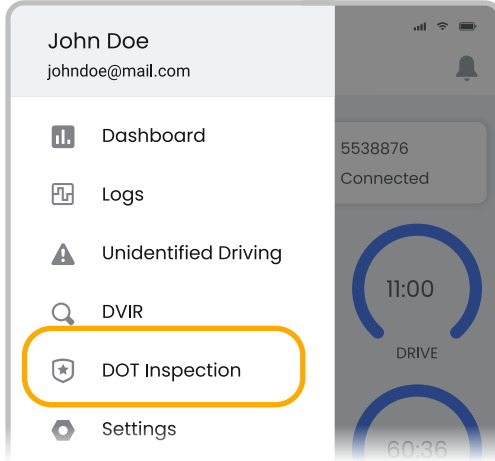 John Doe
johndoe@mail.com
Dashboard
Logs
Unidentified Driving
DVIR
DOT Inspection
Settings
5538876
Connected
11:00
DRIVE
60:36